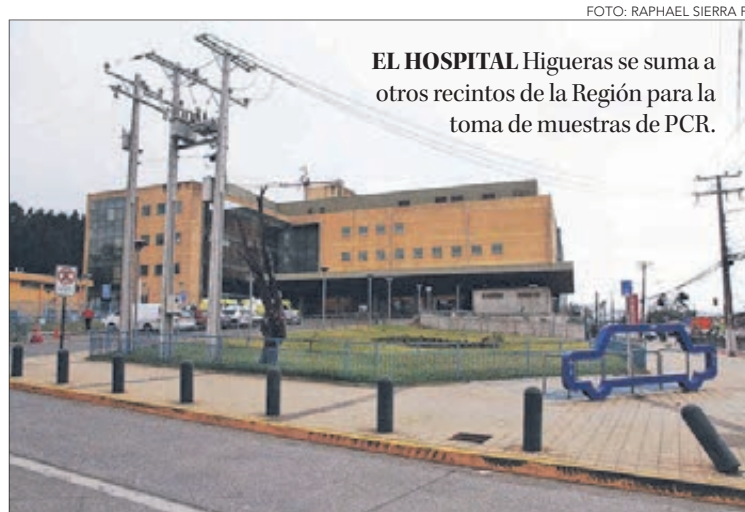 FOTO: RAPHAEL SIERRA P
EL HOSPITAL Higueras se suma a
otros recintos de la Región para la
toma de muestras de PCR.